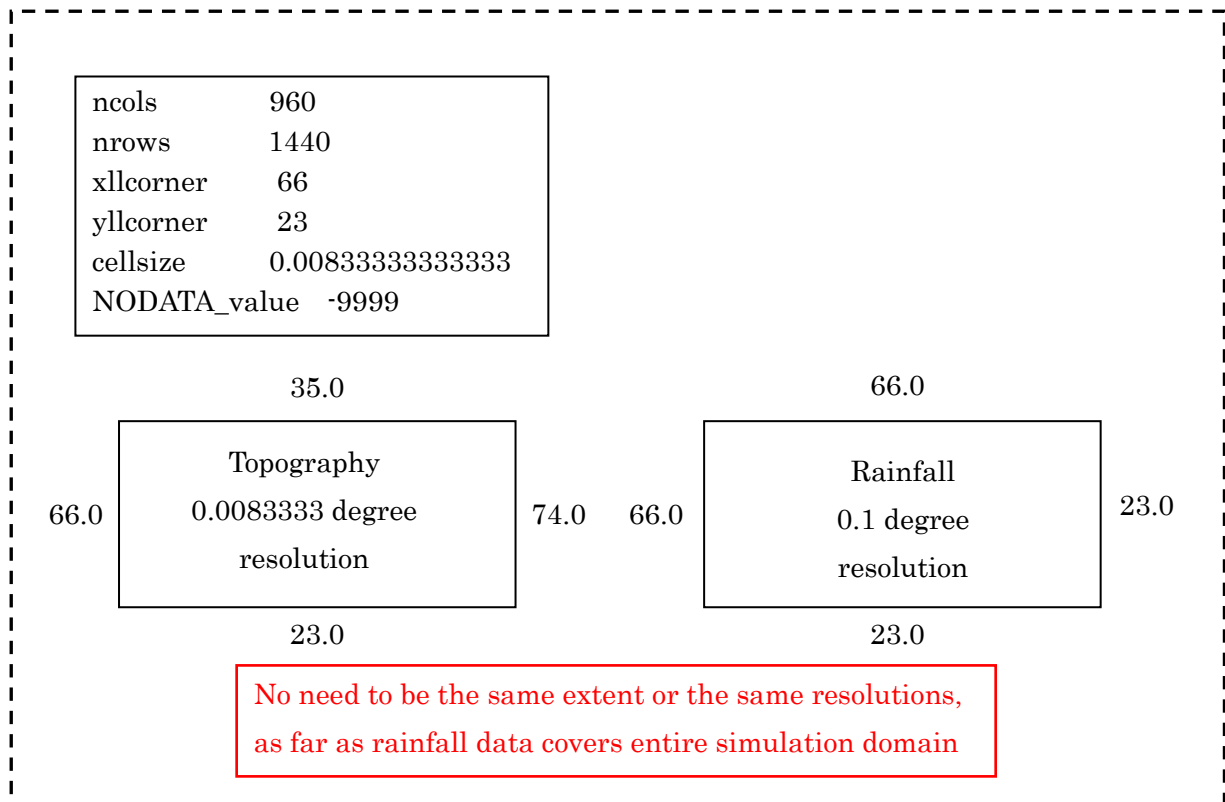 ncols 960
nrows 1440
xllcorner 66
yllcorner 23
cellsize 0.00833333333333
NODATA_value -9999
35.0
66.0
Topography
0.0083333 degree
resolution
74.0
23.0
66.0
66.0
Rainfall
0.1 degree
resolution
23.0
23.0
No need to be the same extent or the same resolutions,
as far as rainfall data covers entire simulation domain